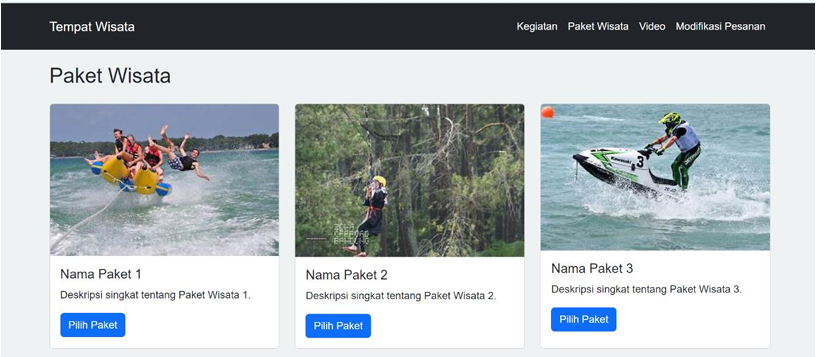 Tempat Wisata
Kegiatan Paket Wisata Video Modifikasi Pesanan
Paket Wisata
Kawasaki 3
Nama Paket 1
Deskripsi singkat tentang Paket Wisata 1.
Pilih Paket
Nama Paket 2
Deskripsi singkat tentang Paket Wisata 2.
Pilih Paket
Nama Paket 3
Deskripsi singkat tentang Paket Wisata 3.
Pilih Paket